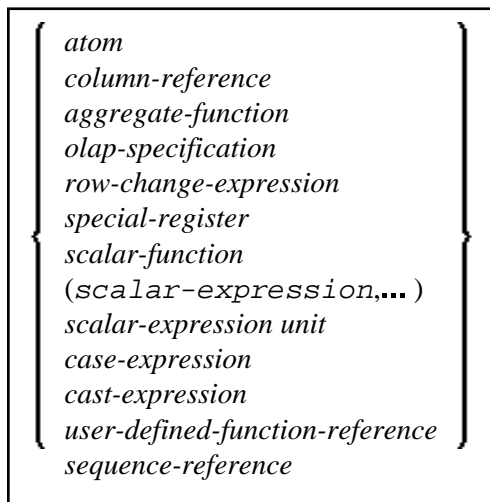 atom
column-reference
aggregate-function
olap-specification
row-change-expression
special-register
scalar-function
(scalar-expression,... )
scalar-expression unit
case-expression
cast-expression
user-defined-function-reference
sequence-reference